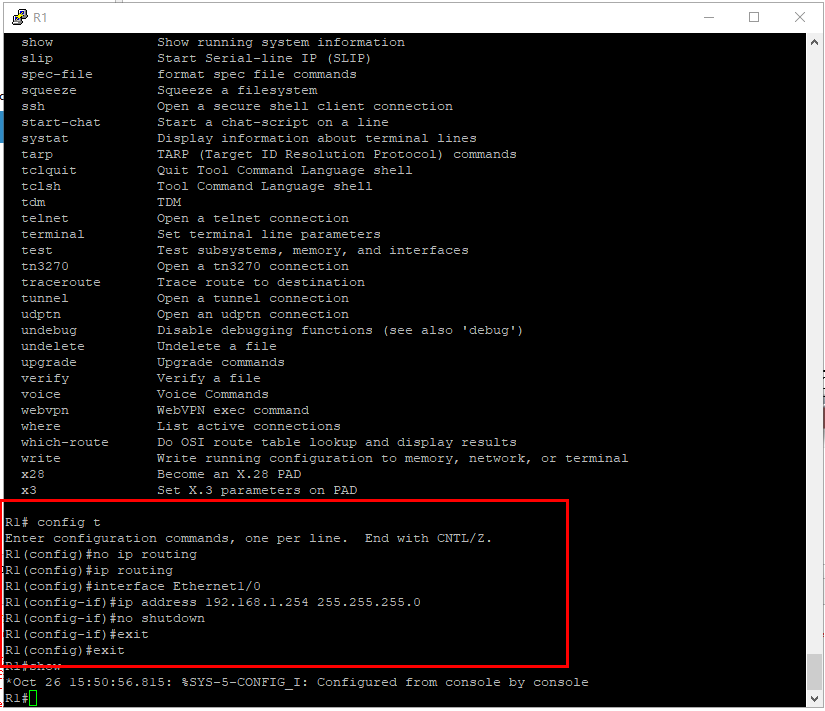 R1
show Show running system information
slip Start Serial-line IP (SLIP)
spec-file format spec file commands
squeeze Squeeze a filesystem
ssh Open a secure shell client connection
start-chat Start a chat-script on a line
systat Display information about terminal lines
tarp TARP (Target ID Resolution Protocol) commands
tclquit Quit Tool Command Language shell
tclsh Tool Command Language shell
tdm TDM
telnet Open a telnet connection
terminal Set terminal line parameters
test Test subsystems, memory, and interfaces
tn3270 Open a tn3270 connection
traceroute Trace route to destination
tunnel Open a tunnel connection
udptn Open an udptn connection
undebug Disable debugging functions (see also 'debug')
undelete Undelete a file
upgrade Upgrade commands
verify Verify a file
voice Voice Commands
webvpn WebVPN exec command
where List active connections
which-route Do OSI route table lookup and display results
write Write running configuration to memory, network, or terminal
x28 Become an X.28 PAD
x3 Set X.3 parameters on PAD
R1# config t
Enter configuration commands, one per line.  End with CNTL/Z.
R1(config)#no ip routing
R1(config)#ip routing
R1(config)#interface Ethernet1/0
R1(config-if)#ip address 192.168.1.254 255.255.255.0
R1(config-if)#no shutdown
R1(config-if)#exit
R1(config)#exit
R1#show
*Oct 26 15:50:56.815: %SYS-5-CONFIG_I: Configured from console by console
R1#